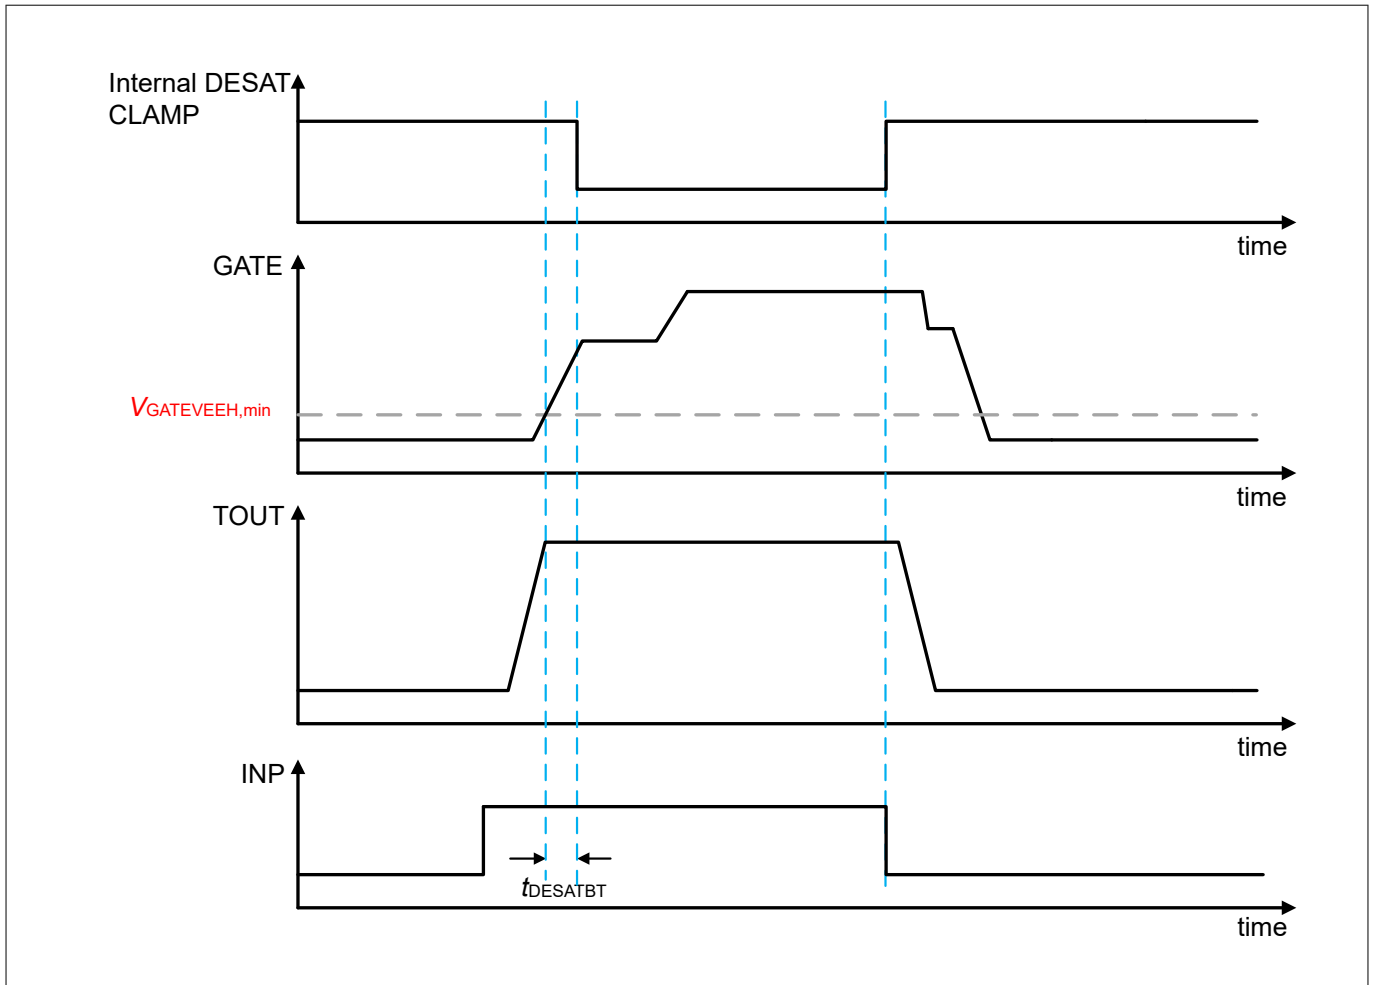 Internal DESAT
CLAMP
time
GATE
VGATEVEEH,min
time
TOUT
time
INP
tDESATBT
time